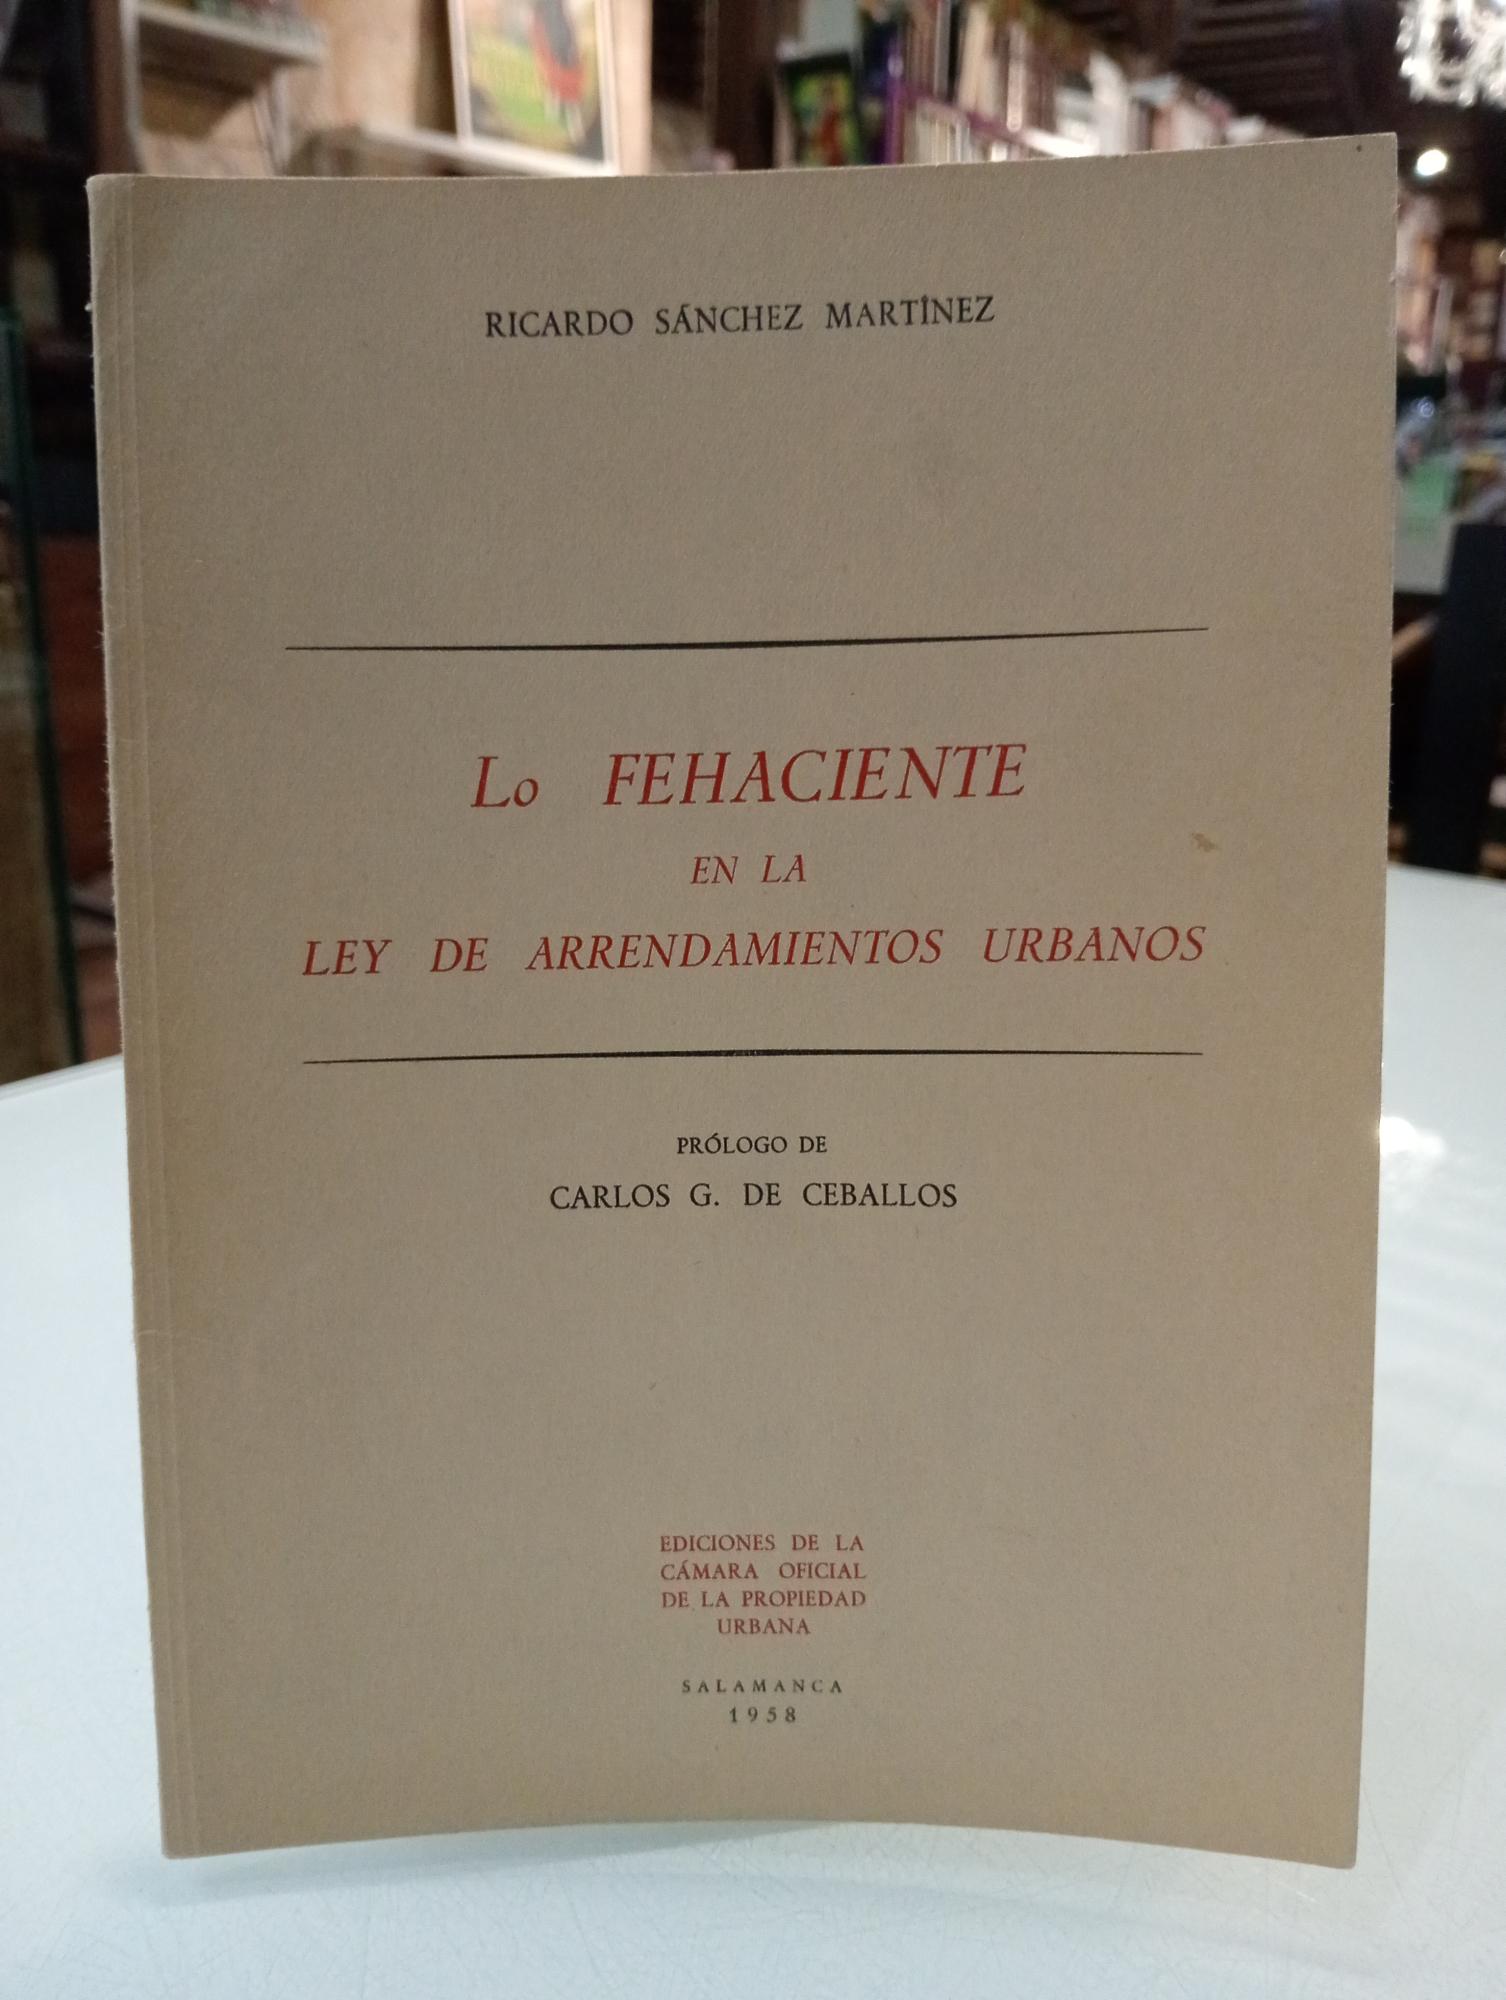 RICARDO SÁNCHEZ MARTÍNEZ
Lo FEHACIENTE
EN LA
LEY DE ARRENDAMIENTOS URBANOS
PRÓLOGO DE
CARLOS G. DE CEBALLOS
EDICIONES DE LA
CÁMARA OFICIAL
DE LA PROPIEDAD
URBANA
SALAMANCA
1958